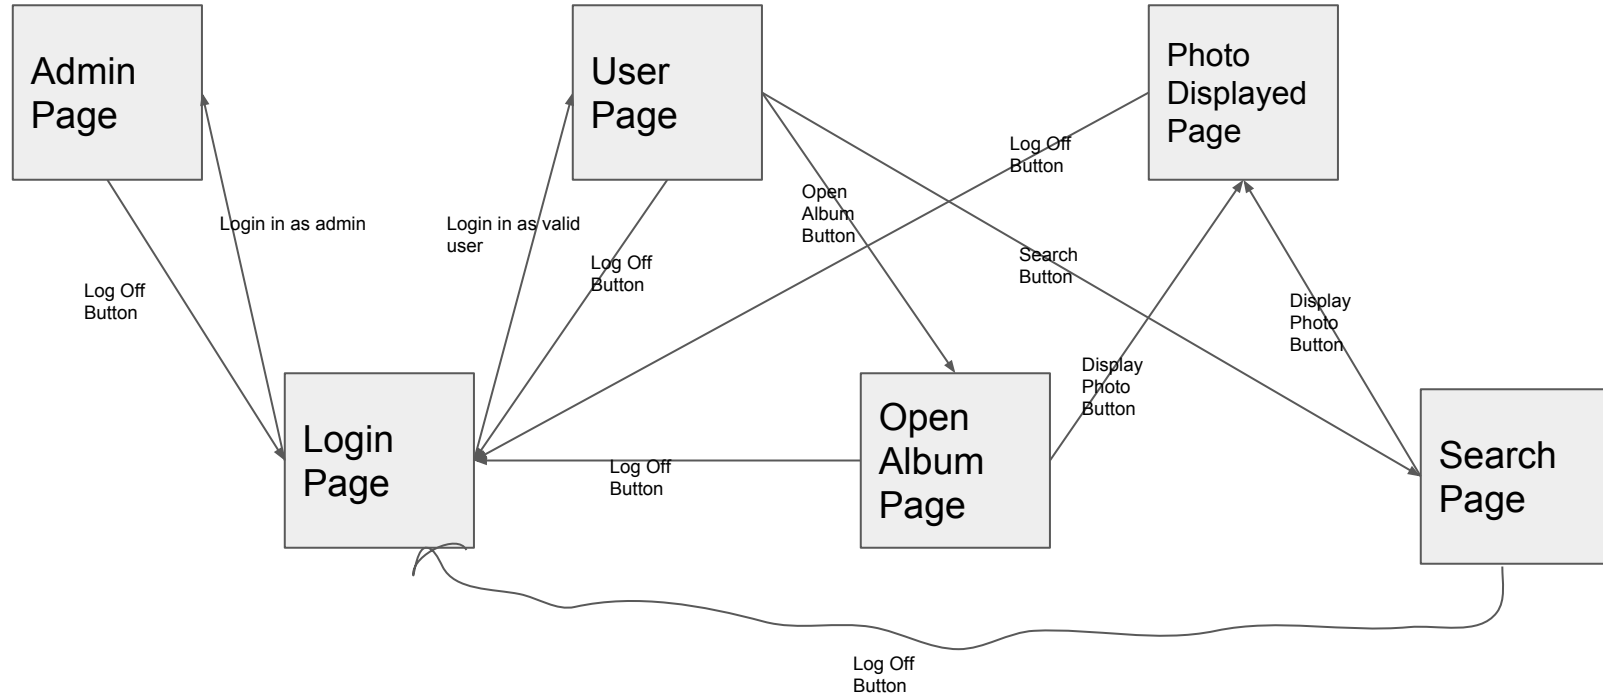 Admin
Page
User
Page
Photo
Displayed
Page
Log Off
Button
Open
Album
Button
Login in as admin
Login in as valid
user
Log Off
Button
Search
Button
Log Off
Button
Display
Photo
Button
Display
Photo
Button
Login
Page
Open
Album
Page
Search
Page
Log Off
Button
Log Off
Button